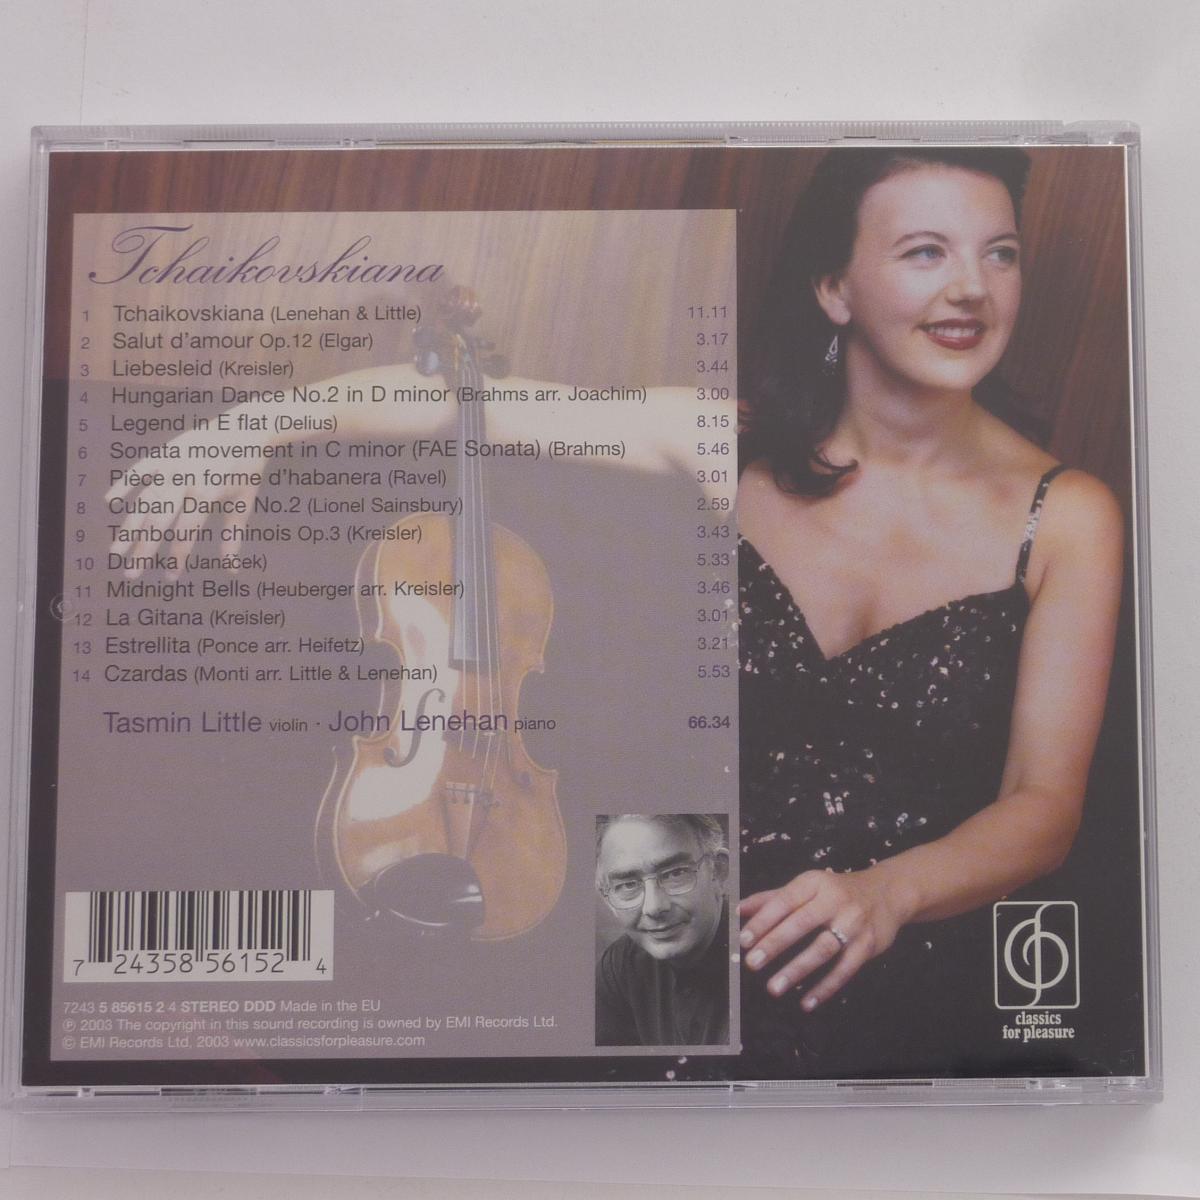 Tchaikovskiana
1 Tchaikovskiana (Lenehan & Little) 11.11
2 Salut d'amour Op.12 (Elgar) 3.17
3 Liebesleid (Kreisler) 3.44
4 Hungarian Dance No.2 in D minor (Brahms arr. Joachim) 3.00
5 Legend in E flat (Delius) 8.15
6 Sonata movement in C minor (FAE Sonata) (Brahms) 5.46
7 Pièce en forme d'habanera (Ravel) 3.01
8 Cuban Dance No.2 (Lionel Sainsbury) 2.59
9 Tambourin chinois Op.3 (Kreisler) 3.43
10 Dumka (Janáček) 5.33
11 Midnight Bells (Heuberger arr. Kreisler) 3.46
12 La Gitana (Kreisler) 3.01
13 Estrellita (Ponce arr. Heifetz) 3.21
14 Czardas (Monti arr. Little & Lenehan) 5.53
Tasmin Little violin · John Lenehan piano 66.34
7 24358 56152 4
7243 5 85615 2 4 STEREO DDD Made in the EU
℗ 2003 The copyright in this sound recording is owned by EMI Records Ltd.
© EMI Records Ltd, 2003 www.classicsforpleasure.com
classics
for pleasure